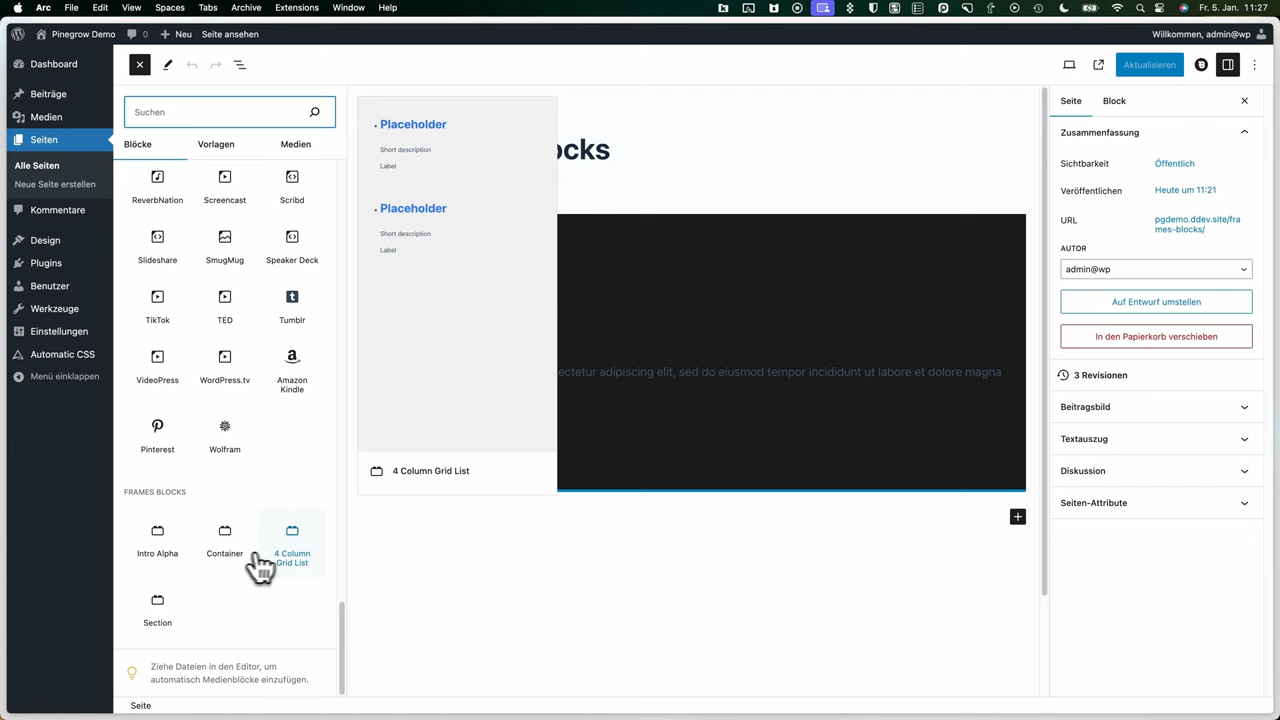 Arc File Edit View Spaces Tabs Archive Extensions Window Help 5. Jan. 11:27
Pinegrow Demo 0 Neu Seite ansehen Willkommen, admin@wp
Dashboard
Beiträge
Medien
Seiten
Alle Seiten
Neue Seite erstellen
Kommentare
Design
Plugins
Benutzer
Werkzeuge
Einstellungen
Automatic CSS
Menü einklappen
Aktualisieren
Suchen
Blöcke Vorlagen Medien
ReverbNation Screencast Scribd
Slideshare SmugMug Speaker Deck
TikTok TED Tumblr
VideoPress WordPress.tv Amazon
Kindle
Pinterest Wolfram
FRAMES BLOCKS
Intro Alpha Container 4 Column
Grid List
Section
Ziehe Dateien in den Editor, um
automatisch Medienblöcke einzufügen.
Placeholder
Short description
Label
Placeholder
Short description
Label
4 Column Grid List
ocks
ectetur adipiscing elit, sed do eiusmod tempor incididunt ut labore et dolore magna
Seite Block
Zusammenfassung
Sichtbarkeit Öffentlich
Veröffentlichen Heute um 11:21
URL pgdemo.ddev.site/fra
mes-blocks/
AUTOR
admin@wp
Auf Entwurf umstellen
In den Papierkorb verschieben
3 Revisionen
Beitragsbild
Textauszug
Diskussion
Seiten-Attribute
Seite